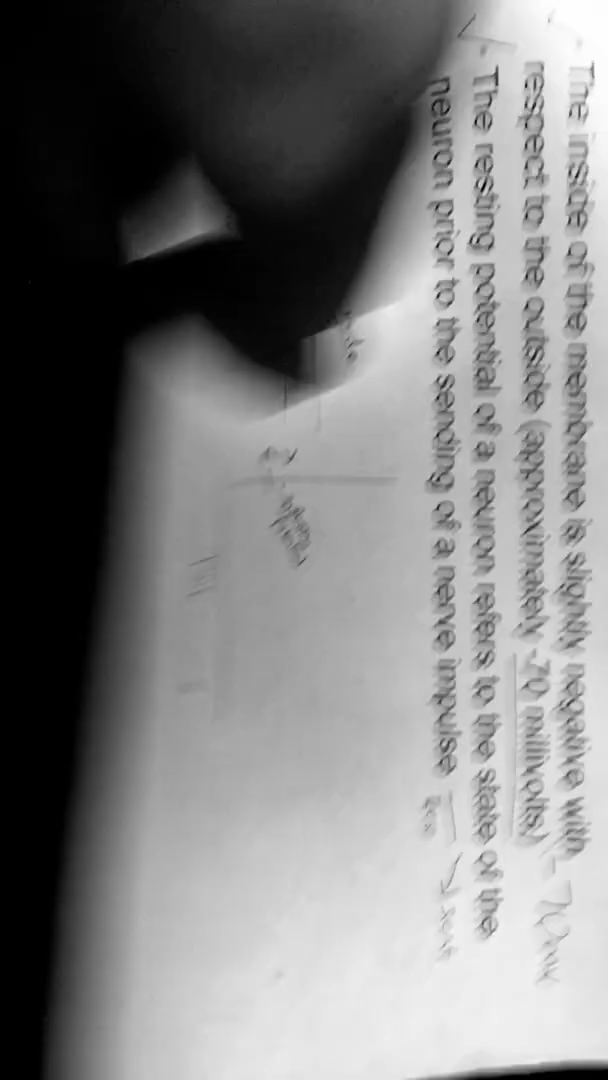 The inside of the membrane is slightly negative with
respect to the outside (approximately -70 millivolts)
The resting potential of a neuron refers to the state of the
neuron prior to the sending of a nerve impulse